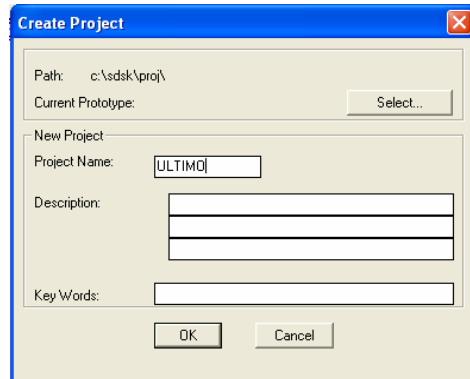 Create Project
Path: c:\sdsk\proj\
Current Prototype: Select...
New Project
Project Name: ULTIMO
Description:
Key Words:
OK Cancel